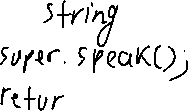 string
super.speak();
retur